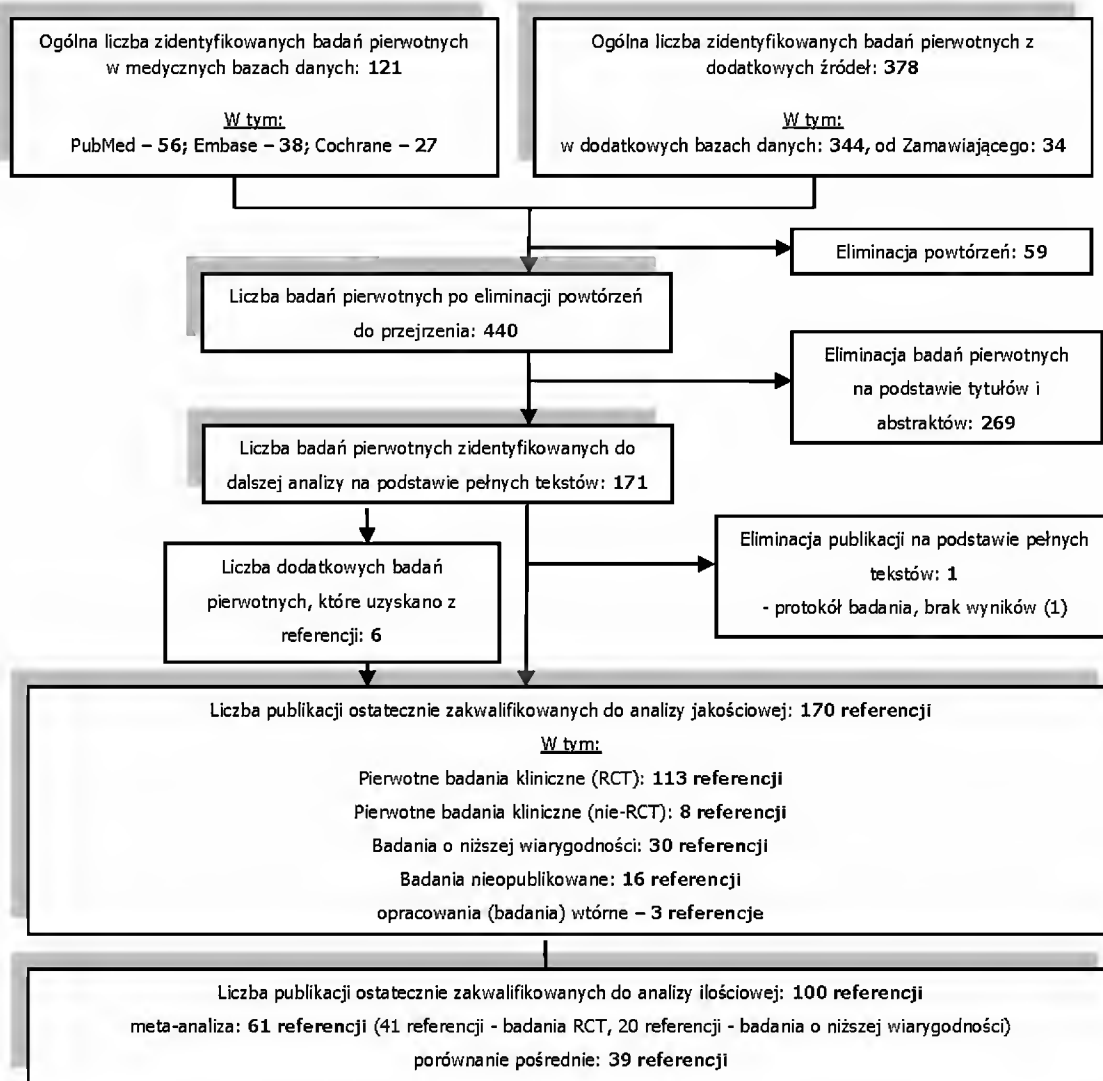 Ogólna liczba zidentyfikowanych badań pierwotnych
w medycznych bazach danych: 121
W tym:
PubMed – 56; Embase – 38; Cochrane – 27
Ogólna liczba zidentyfikowanych badań pierwotnych z
dodatkowych źródeł: 378
W tym:
w dodatkowych bazach danych: 344, od Zamawiającego: 34
Eliminacja powtórzeń: 59
Liczba badań pierwotnych po eliminacji powtórzeń
do przejrzenia: 440
Eliminacja badań pierwotnych
na podstawie tytułów i
abstraktów: 269
Liczba badań pierwotnych zidentyfikowanych do
dalszej analizy na podstawie pełnych tekstów: 171
Eliminacja publikacji na podstawie pełnych
tekstów: 1
- protokół badania, brak wyników (1)
Liczba dodatkowych badań
pierwotnych, które uzyskano z
referencji: 6
Liczba publikacji ostatecznie zakwalifikowanych do analizy jakościowej: 170 referencji
W tym:
Pierwotne badania kliniczne (RCT): 113 referencji
Pierwotne badania kliniczne (nie-RCT): 8 referencji
Badania o niższej wiarygodności: 30 referencji
Badania nieopublikowane: 16 referencji
opracowania (badania) wtórne – 3 referencje
Liczba publikacji ostatecznie zakwalifikowanych do analizy ilościowej: 100 referencji
meta-analiza: 61 referencji (41 referencji - badania RCT, 20 referencji - badania o niższej wiarygodności)
porównanie pośrednie: 39 referencji